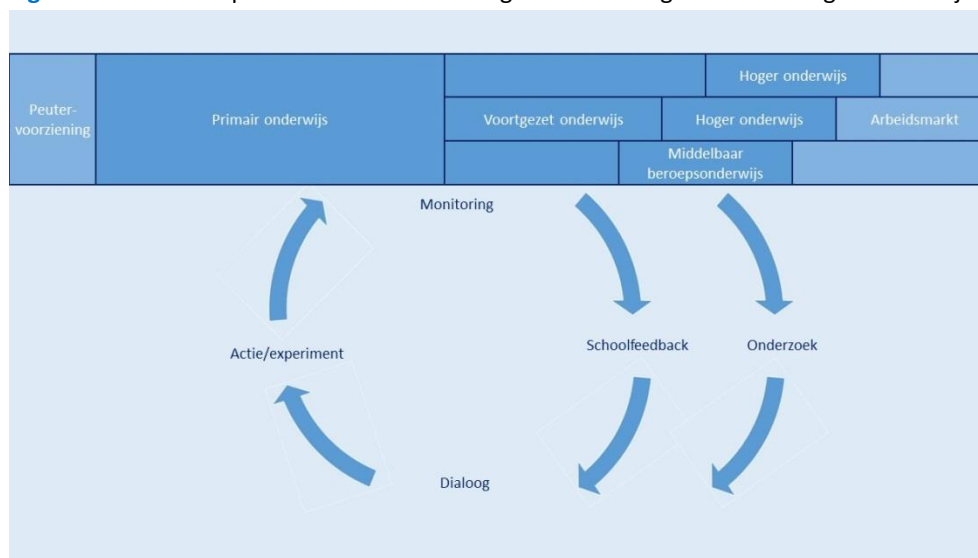 Hoger onderwijs
Peuter-
voorziening
Primair onderwijs
Voortgezet onderwijs
Hoger onderwijs
Arbeidsmarkt
Middelbaar
beroepsonderwijs
Monitoring
Actie/experiment
Schoolfeedback
Onderzoek
Dialoog